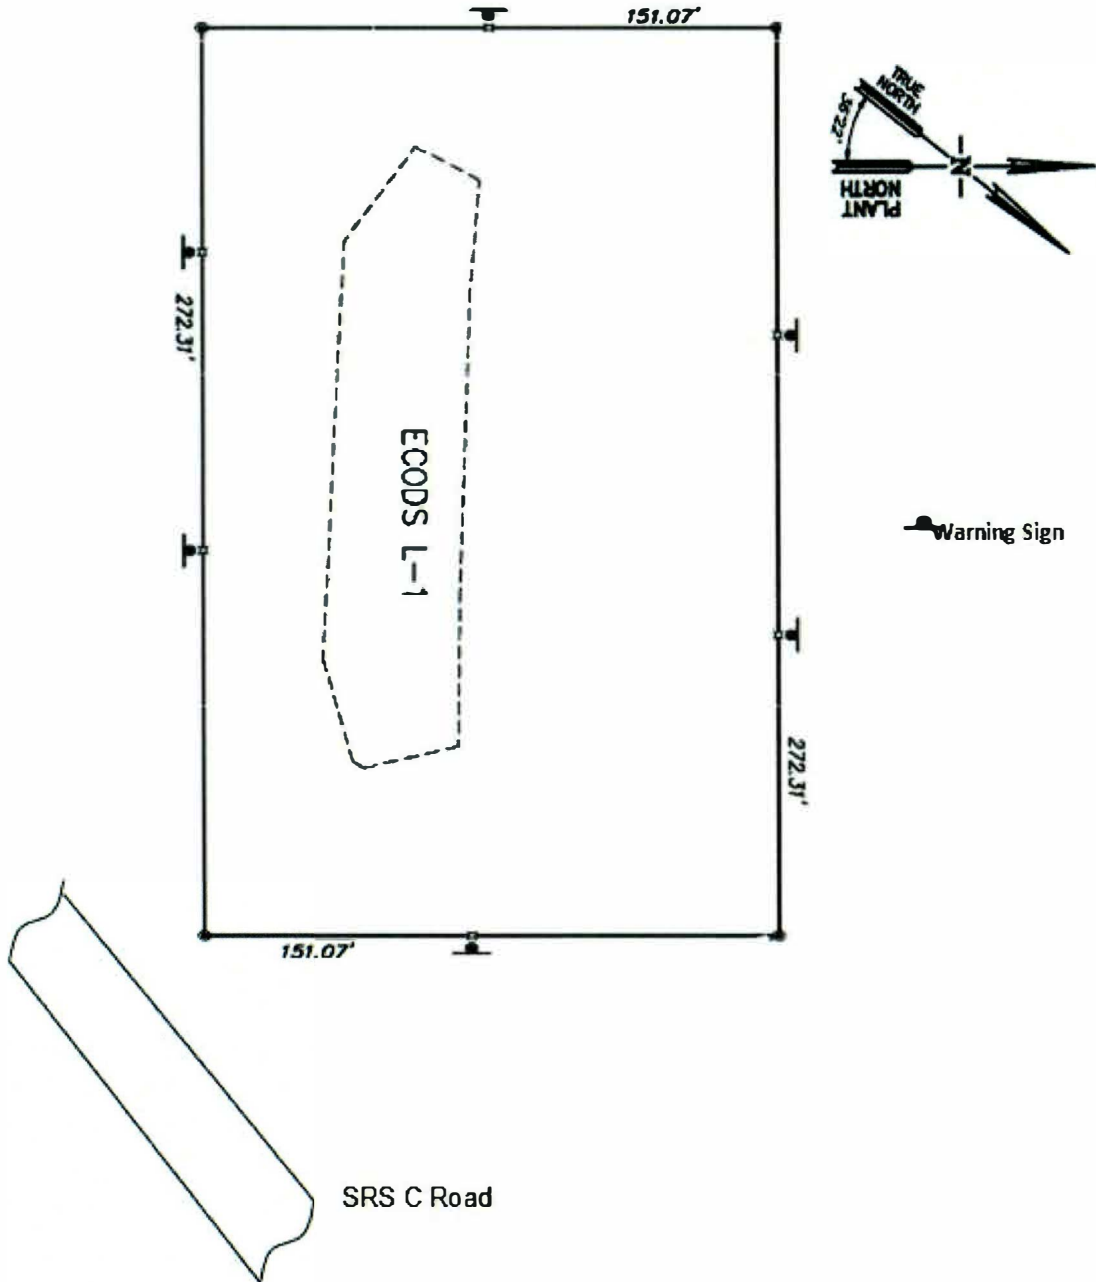 151.07'
TRUE
NORTH
36.22°
N
PLANT
NORTH
272.31'
ECODS L-1
Warning Sign
272.31'
151.07'
SRS C Road